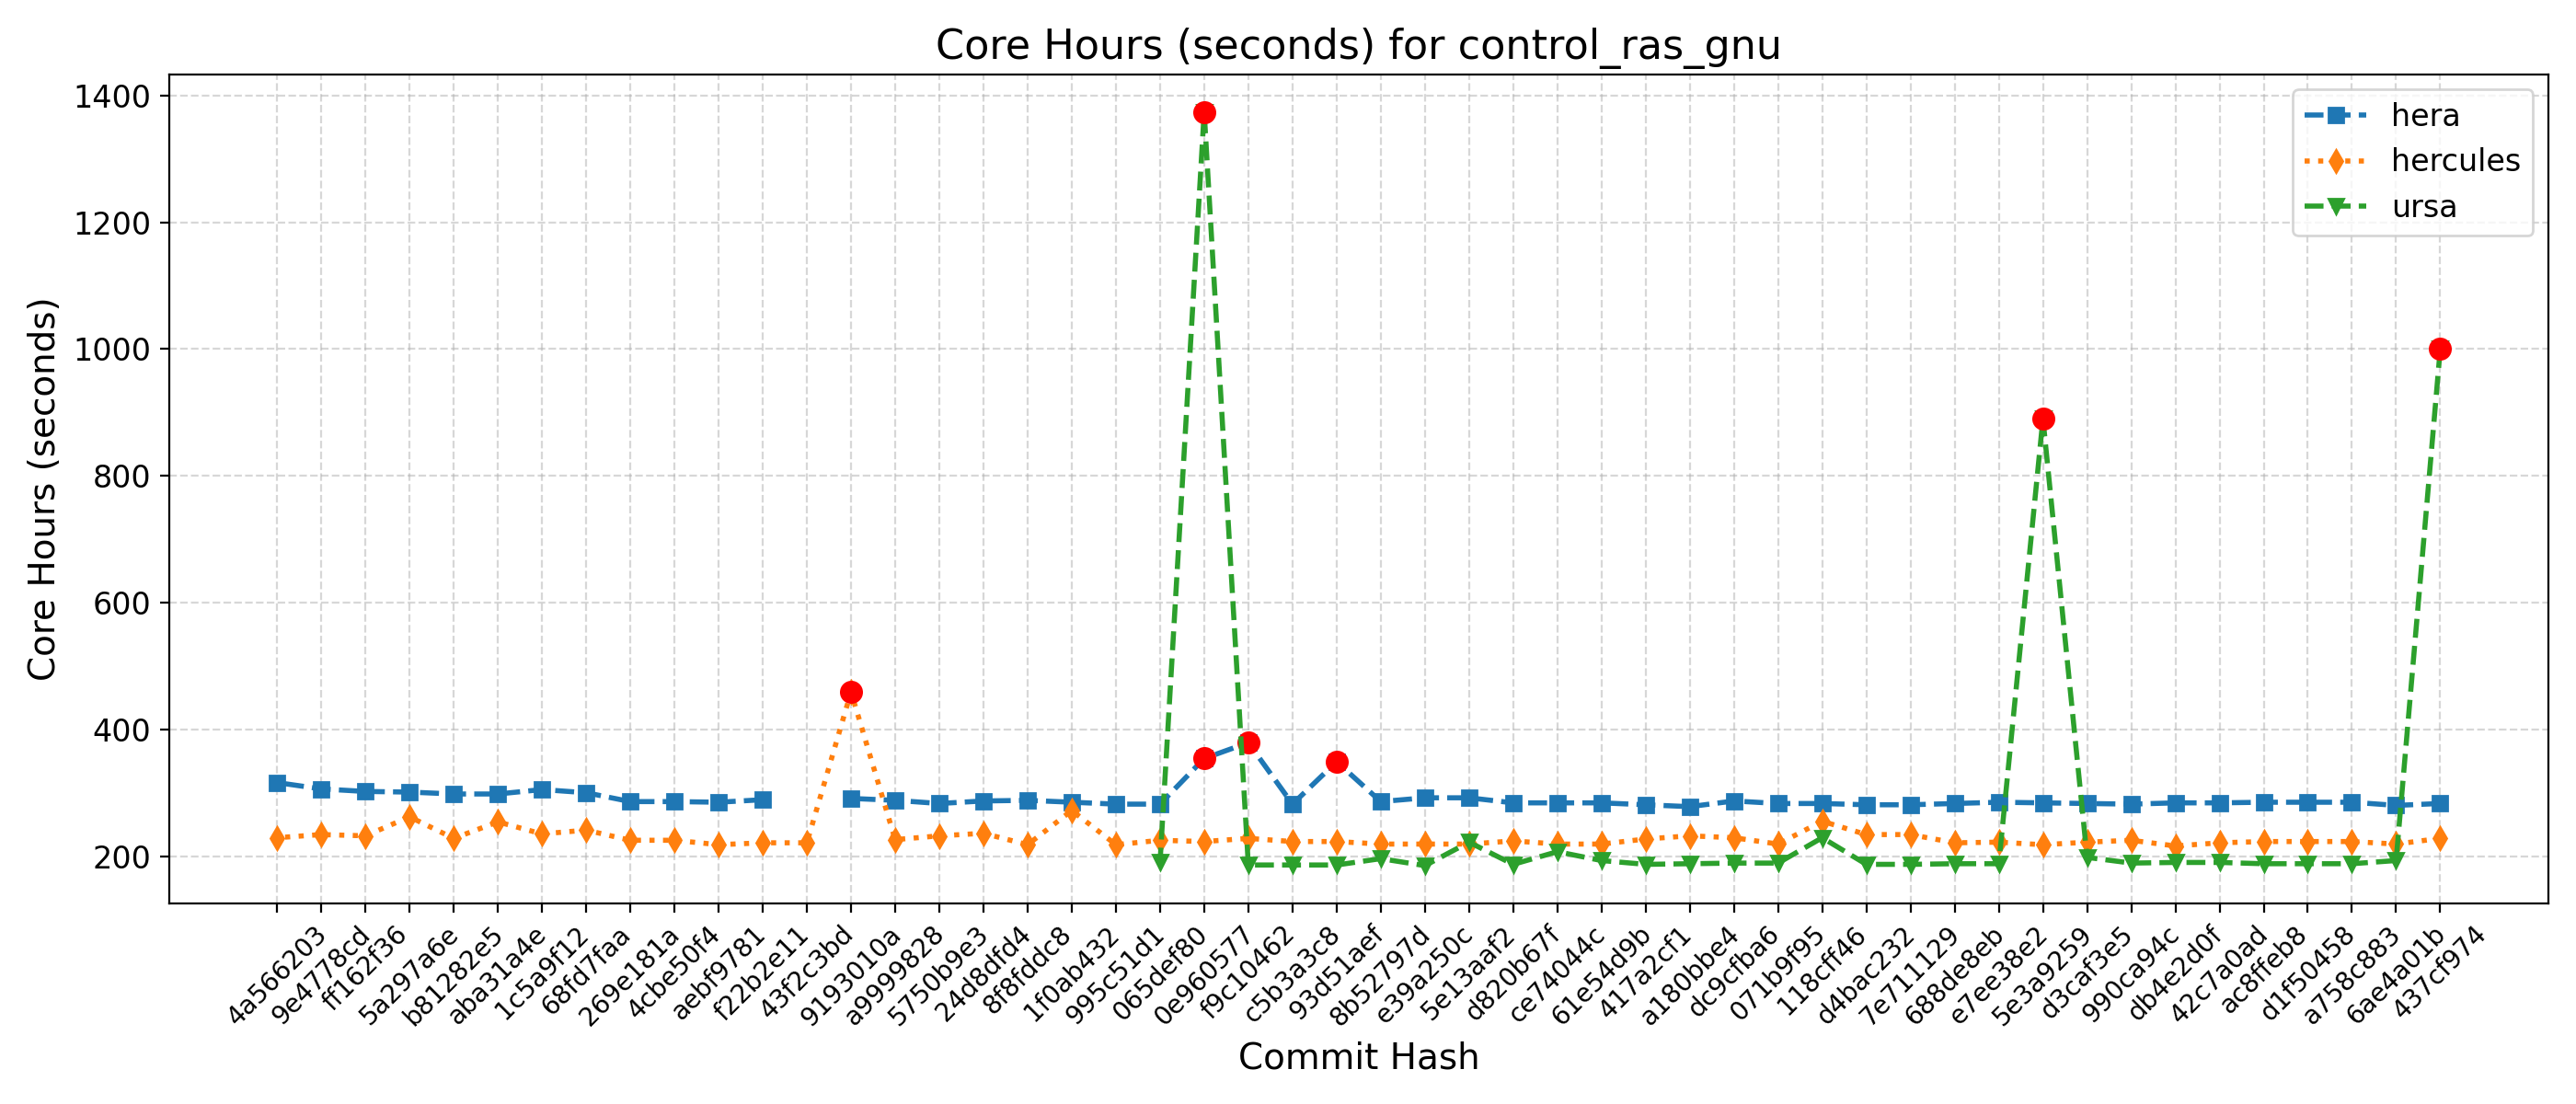 Core Hours (seconds) for control_ras_gnu
Core Hours (seconds)
1400
1200
1000
800
600
400
200
hera
hercules
ursa
4a566203
9e4778cd
ff162f36
5a297a6e
b81282e5
aba31a4e
1c5a9f12
68fd7faa
269e181a
4cbe50f4
aebf9781
f22b2e11
43f2c3bd
9193010a
a9999828
5750b9e3
24d8dfd4
8f8fddc8
1f0ab432
995c51d1
065def80
0e960577
f9c10462
c5b3a3c8
93d51aef
8b52797d
e39a250c
5e13aaf2
d820b67f
ce74044c
61e54d9b
417a2cf1
a180bbe4
dc9cfba6
071b9f95
118cff46
d4bac232
7e711129
688de8eb
e7ee38e2
5e3a9259
d3caf3e5
990ca94c
db4e2d0f
42c7a0ad
ac8ffeb8
d1f50458
a758c883
6ae4a01b
437cf974
Commit Hash